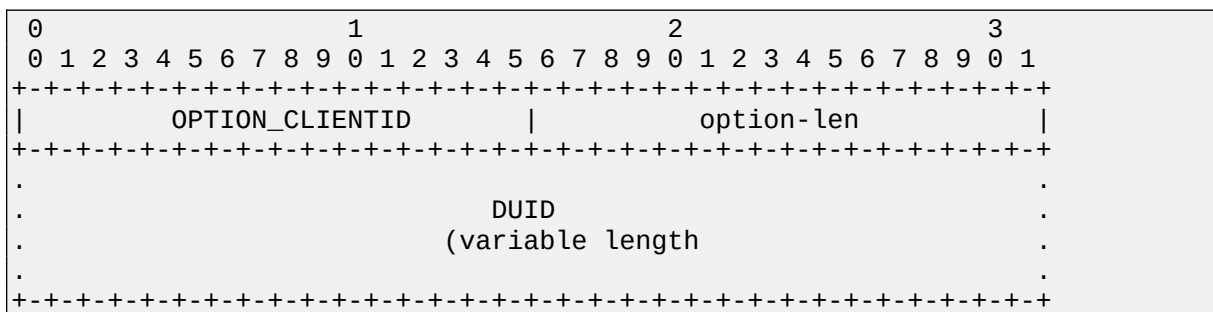 0                   1                   2                   3
 0 1 2 3 4 5 6 7 8 9 0 1 2 3 4 5 6 7 8 9 0 1 2 3 4 5 6 7 8 9 0 1
+-+-+-+-+-+-+-+-+-+-+-+-+-+-+-+-+-+-+-+-+-+-+-+-+-+-+-+-+-+-+-+-+
|         OPTION_CLIENTID       |          option-len           |
+-+-+-+-+-+-+-+-+-+-+-+-+-+-+-+-+-+-+-+-+-+-+-+-+-+-+-+-+-+-+-+-+
.                                                               .
.                             DUID                              .
.                          (variable length                     .
.                                                               .
+-+-+-+-+-+-+-+-+-+-+-+-+-+-+-+-+-+-+-+-+-+-+-+-+-+-+-+-+-+-+-+-+